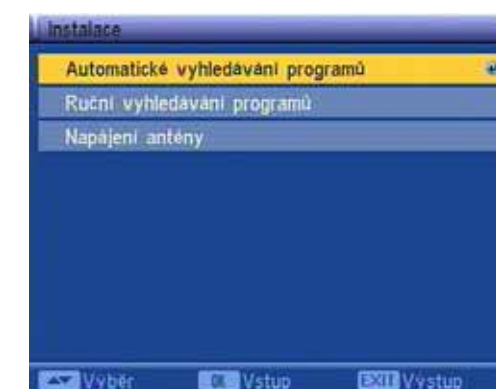 Instalace
Automatické vyhledávání programů
Ruční vyhledávání programů
Napájení antény
Výběr OK Vstup EXIT Výstup